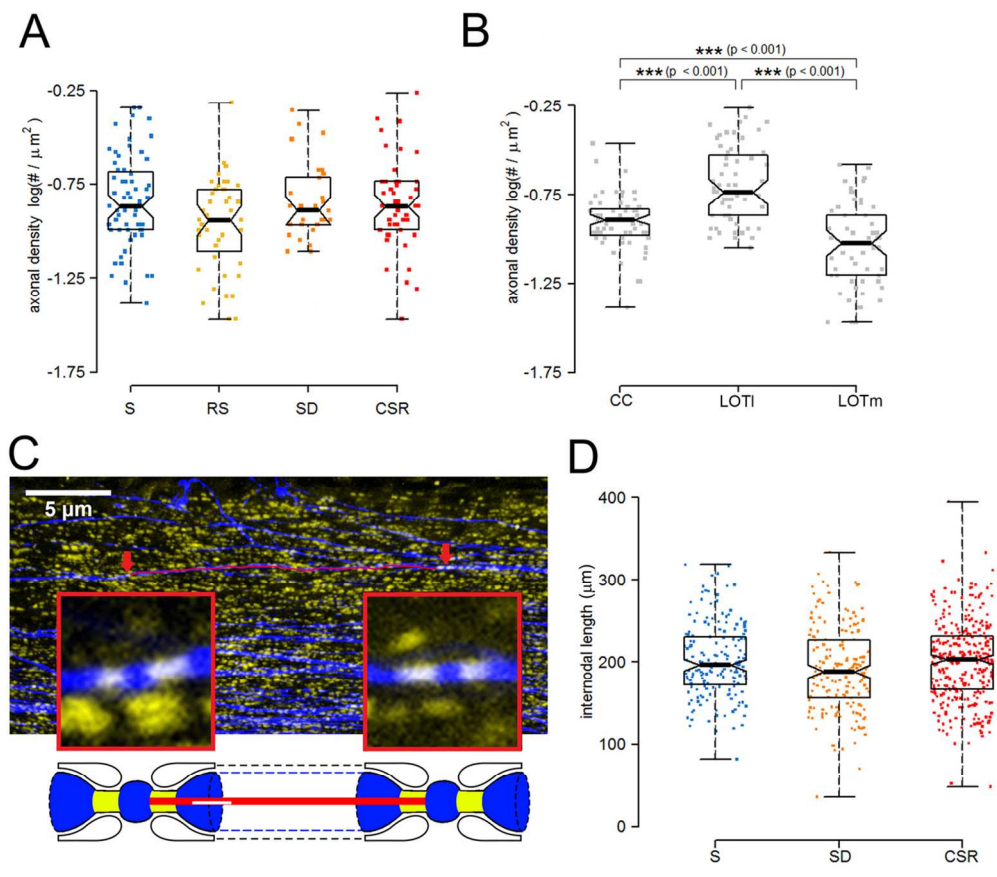 A
axonal density log(# / µm²)
-0.25
-0.75
-1.25
-1.75
S RS SD CSR
B
*** (p < 0.001)
*** (p < 0.001) *** (p < 0.001)
axonal density log(# / µm²)
-0.25
-0.75
-1.25
-1.75
CC LOTl LOTm
C
5 µm
D
internodal length (µm)
400
300
200
100
0
S SD CSR